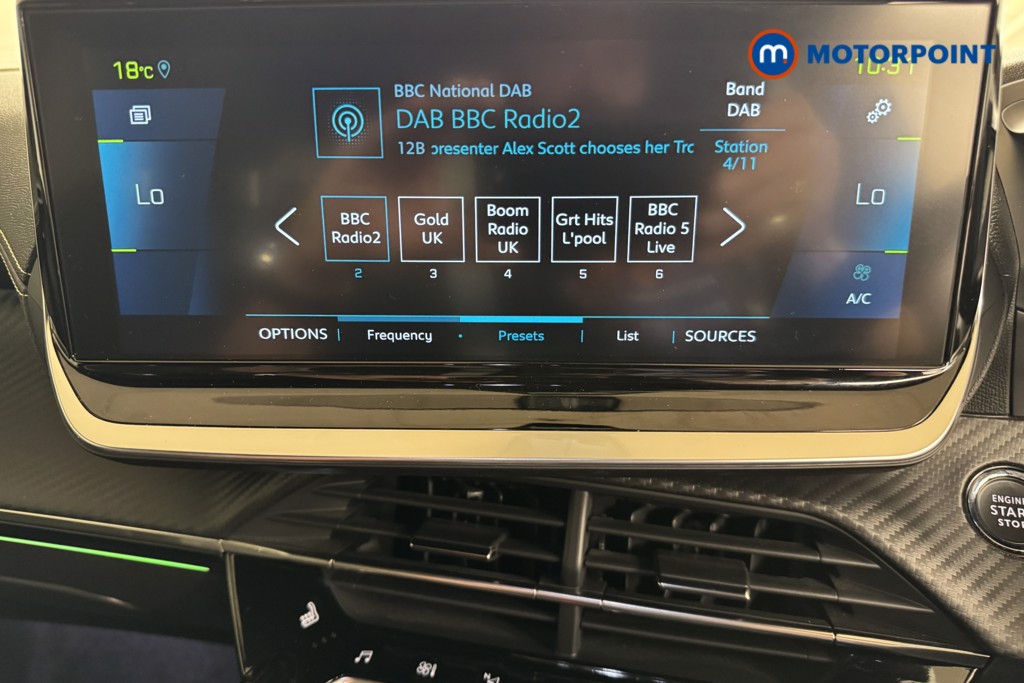 MOTORPOINT
18°C
BBC National DAB
DAB BBC Radio2
12B presenter Alex Scott chooses her Trc
Band
DAB
Station
4/11
Lo
Lo
BBC
Radio2
2
Gold
UK
3
Boom
Radio
UK
4
Grt Hits
L'pool
5
BBC
Radio 5
Live
6
A/C
OPTIONS
Frequency
Presets
List
SOURCES
ENGINE
START
STOP